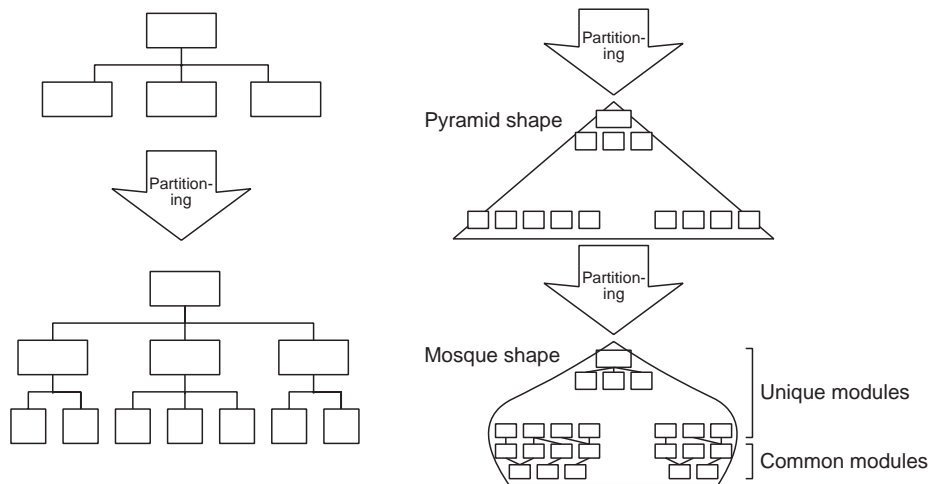 Partition-
ing
Partition-
ing
Pyramid shape
Partition-
ing
Mosque shape
Unique modules
Common modules